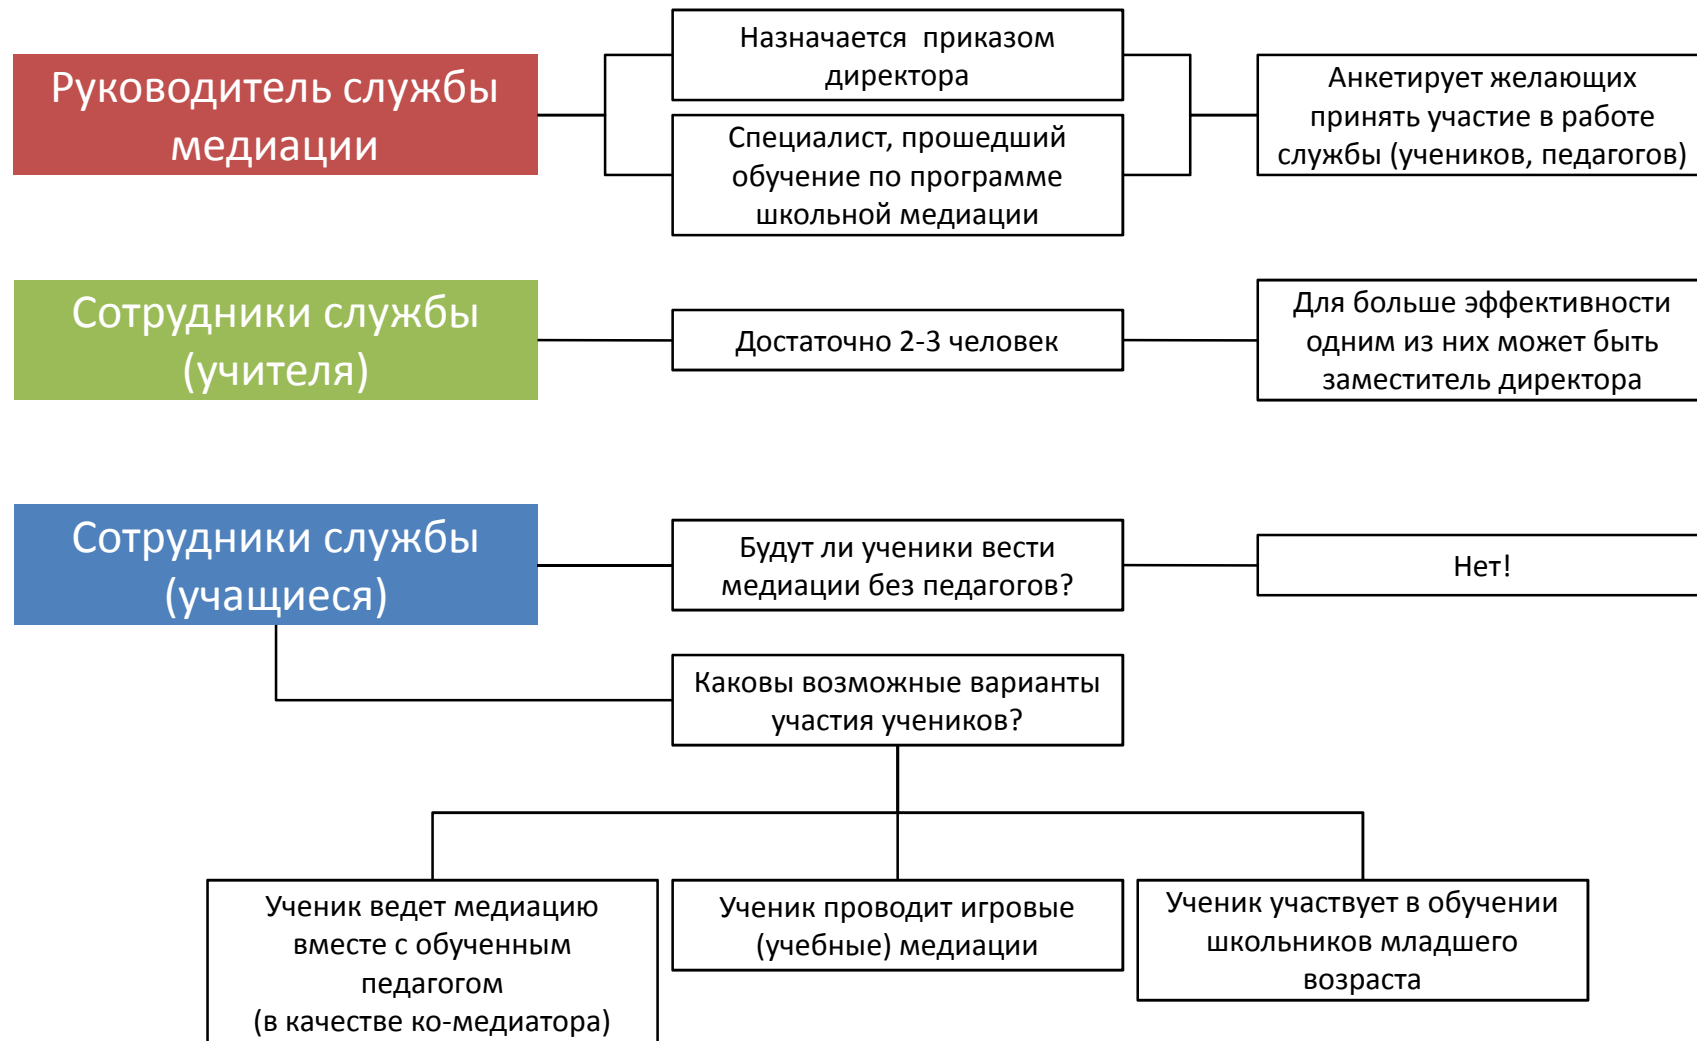 Руководитель службы
медиации
Назначается приказом
директора
Специалист, прошедший
обучение по программе
школьной медиации
Анкетирует желающих
принять участие в работе
службы (учеников, педагогов)
Сотрудники службы
(учителя)
Достаточно 2-3 человек
Для больше эффективности
одним из них может быть
заместитель директора
Сотрудники службы
(учащиеся)
Будут ли ученики вести
медиации без педагогов?
Нет!
Каковы возможные варианты
участия учеников?
Ученик ведет медиацию
вместе с обученным
педагогом
(в качестве ко-медиатора)
Ученик проводит игровые
(учебные) медиации
Ученик участвует в обучении
школьников младшего
возраста